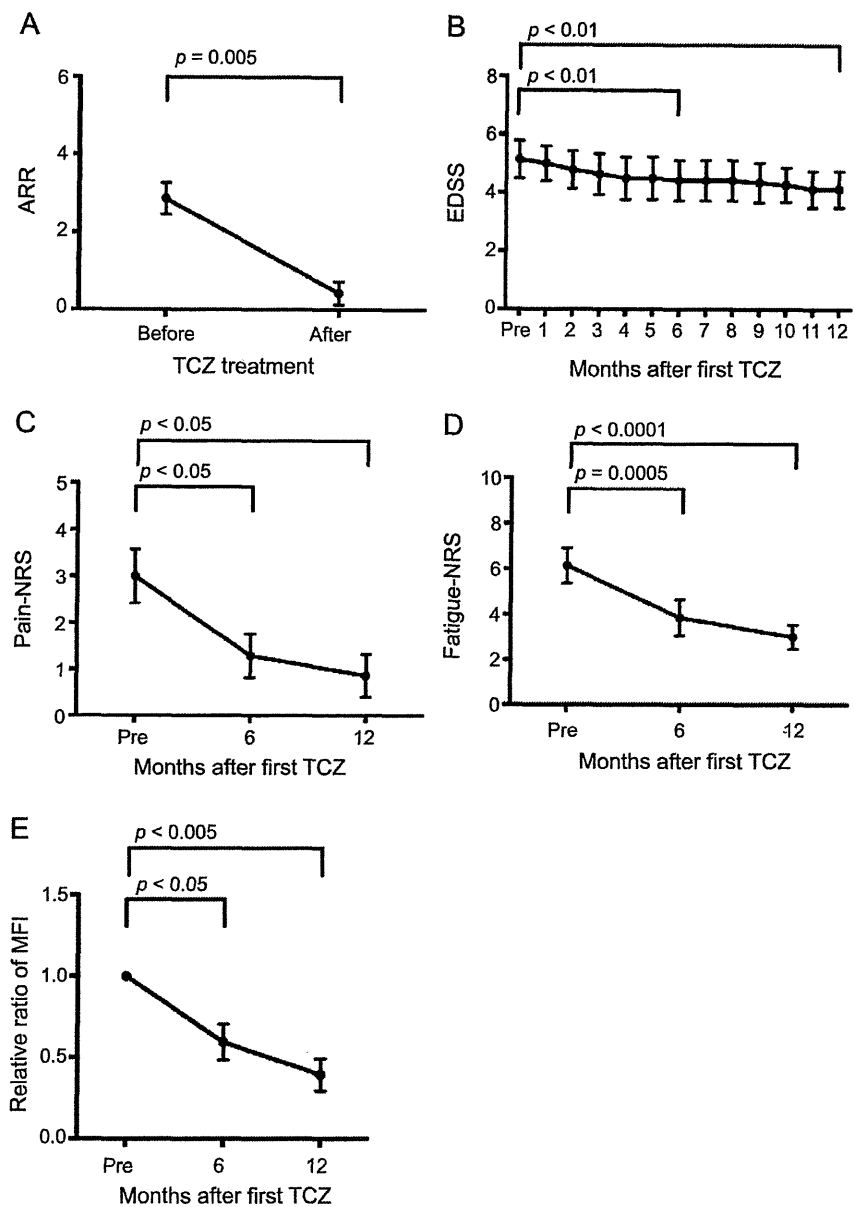 A
p = 0.005
6
4
2
0
ARR
Before After
TCZ treatment
B
p < 0.01
p < 0.01
8
6
4
2
0
EDSS
Pre 1 2 3 4 5 6 7 8 9 10 11 12
Months after first TCZ
C
p < 0.05
p < 0.05
5
4
3
2
1
0
Pain-NRS
Pre 6 12
Months after first TCZ
D
p < 0.0001
p = 0.0005
10
8
6
4
2
0
Fatigue-NRS
Pre 6 12
Months after first TCZ
E
p < 0.005
p < 0.05
1.5
1.0
0.5
0.0
Relative ratio of MFI
Pre 6 12
Months after first TCZ